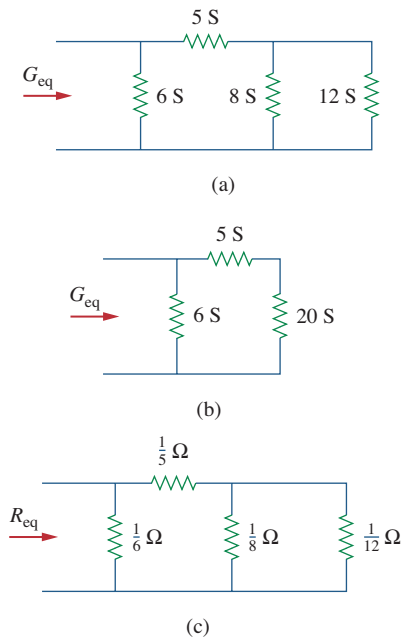 5 S
G_eq 6 S 8 S 12 S
(a)
5 S
G_eq 6 S 20 S
(b)
1/5 Ω
R_eq 1/6 Ω 1/8 Ω 1/12 Ω
(c)